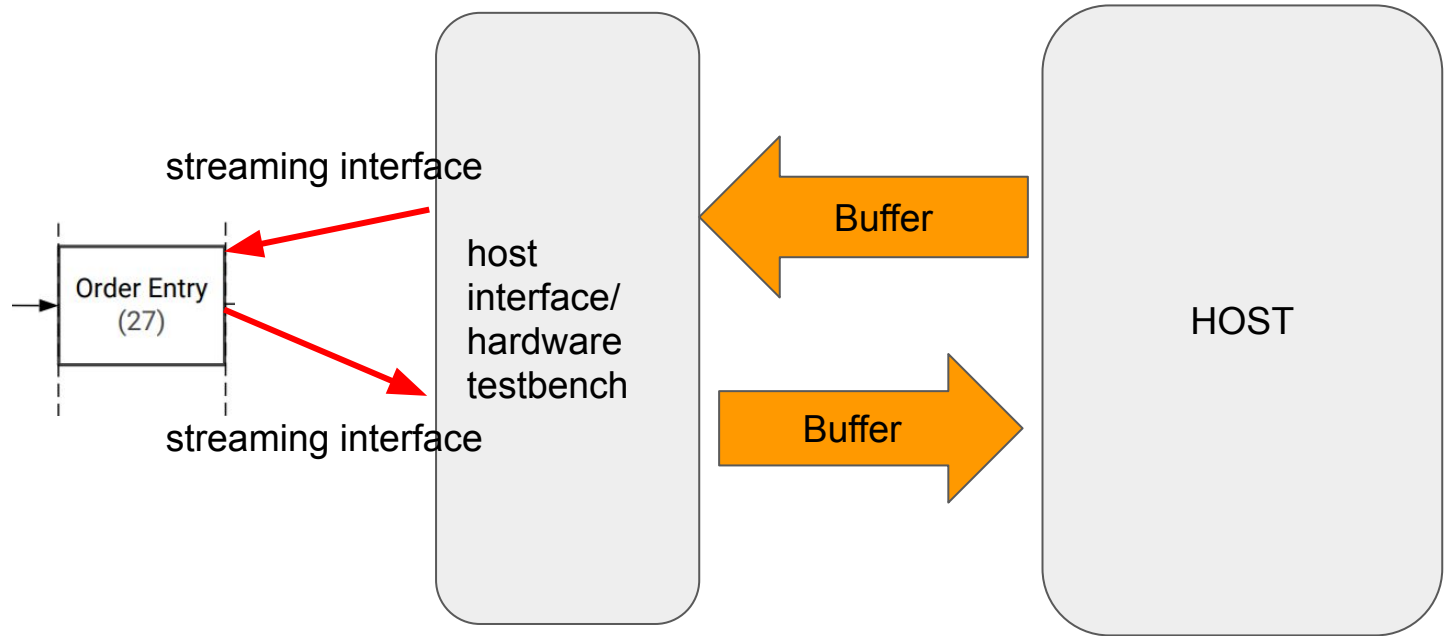 streaming interface
Order Entry
(27)
streaming interface
host
interface/
hardware
testbench
Buffer
Buffer
HOST